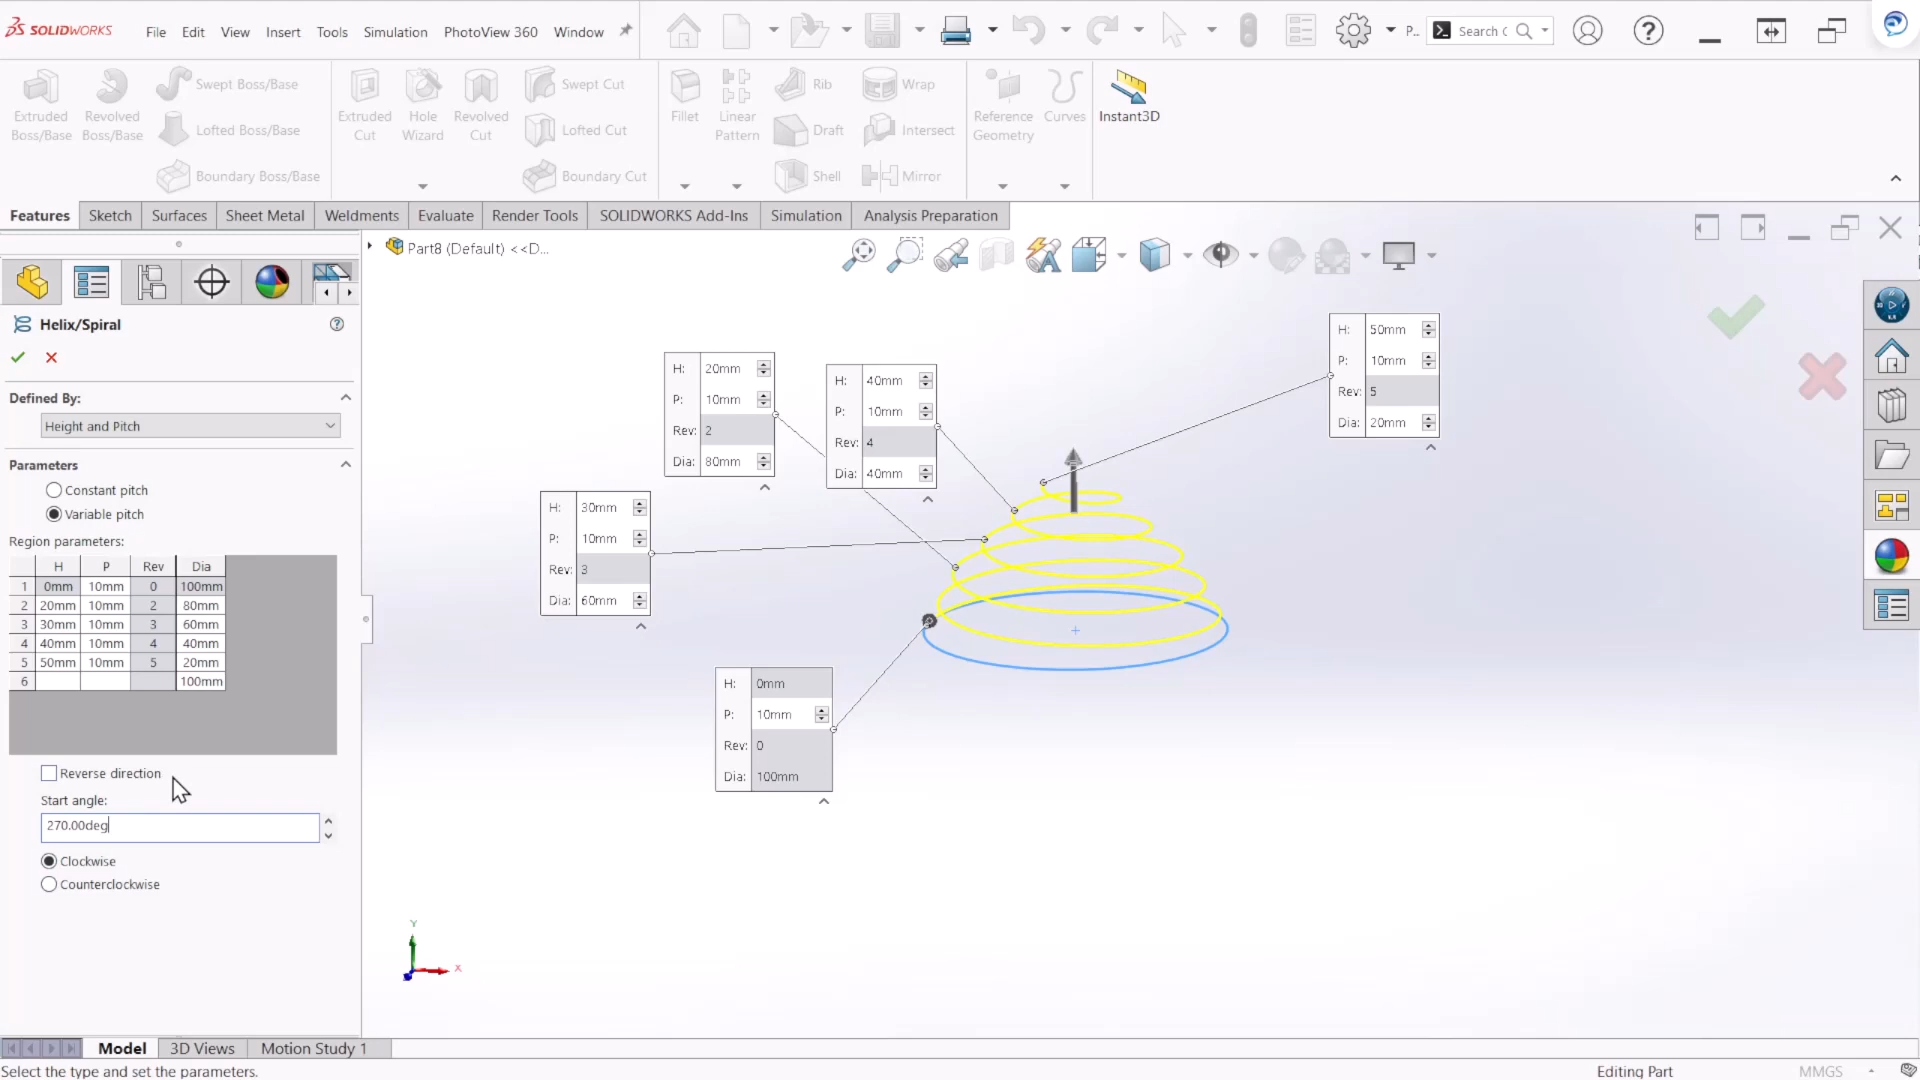 SOLIDWORKS File Edit View Insert Tools Simulation PhotoView 360 Window P.. Search C
Extruded Boss/Base
Revolved Boss/Base
Swept Boss/Base
Lofted Boss/Base
Boundary Boss/Base
Extruded Cut
Hole Wizard
Revolved Cut
Swept Cut
Lofted Cut
Boundary Cut
Fillet
Linear Pattern
Rib
Draft
Shell
Wrap
Intersect
Mirror
Reference Geometry
Curves
Instant3D
Features Sketch Surfaces Sheet Metal Weldments Evaluate Render Tools SOLIDWORKS Add-Ins Simulation Analysis Preparation
Part8 (Default) <<D...
Helix/Spiral
Defined By:
Height and Pitch
Parameters
Constant pitch
Variable pitch
Region parameters:
H P Rev Dia
1 0mm 10mm 0 100mm
2 20mm 10mm 2 80mm
3 30mm 10mm 3 60mm
4 40mm 10mm 4 40mm
5 50mm 10mm 5 20mm
6 100mm
Reverse direction
Start angle:
270.00deg
Clockwise
Counterclockwise
H: 20mm
P: 10mm
Rev: 2
Dia: 80mm
H: 40mm
P: 10mm
Rev: 4
Dia: 40mm
H: 50mm
P: 10mm
Rev: 5
Dia: 20mm
H: 30mm
P: 10mm
Rev: 3
Dia: 60mm
H: 0mm
P: 10mm
Rev: 0
Dia: 100mm
Y
X
Model 3D Views Motion Study 1
Select the type and set the parameters. Editing Part MMGS